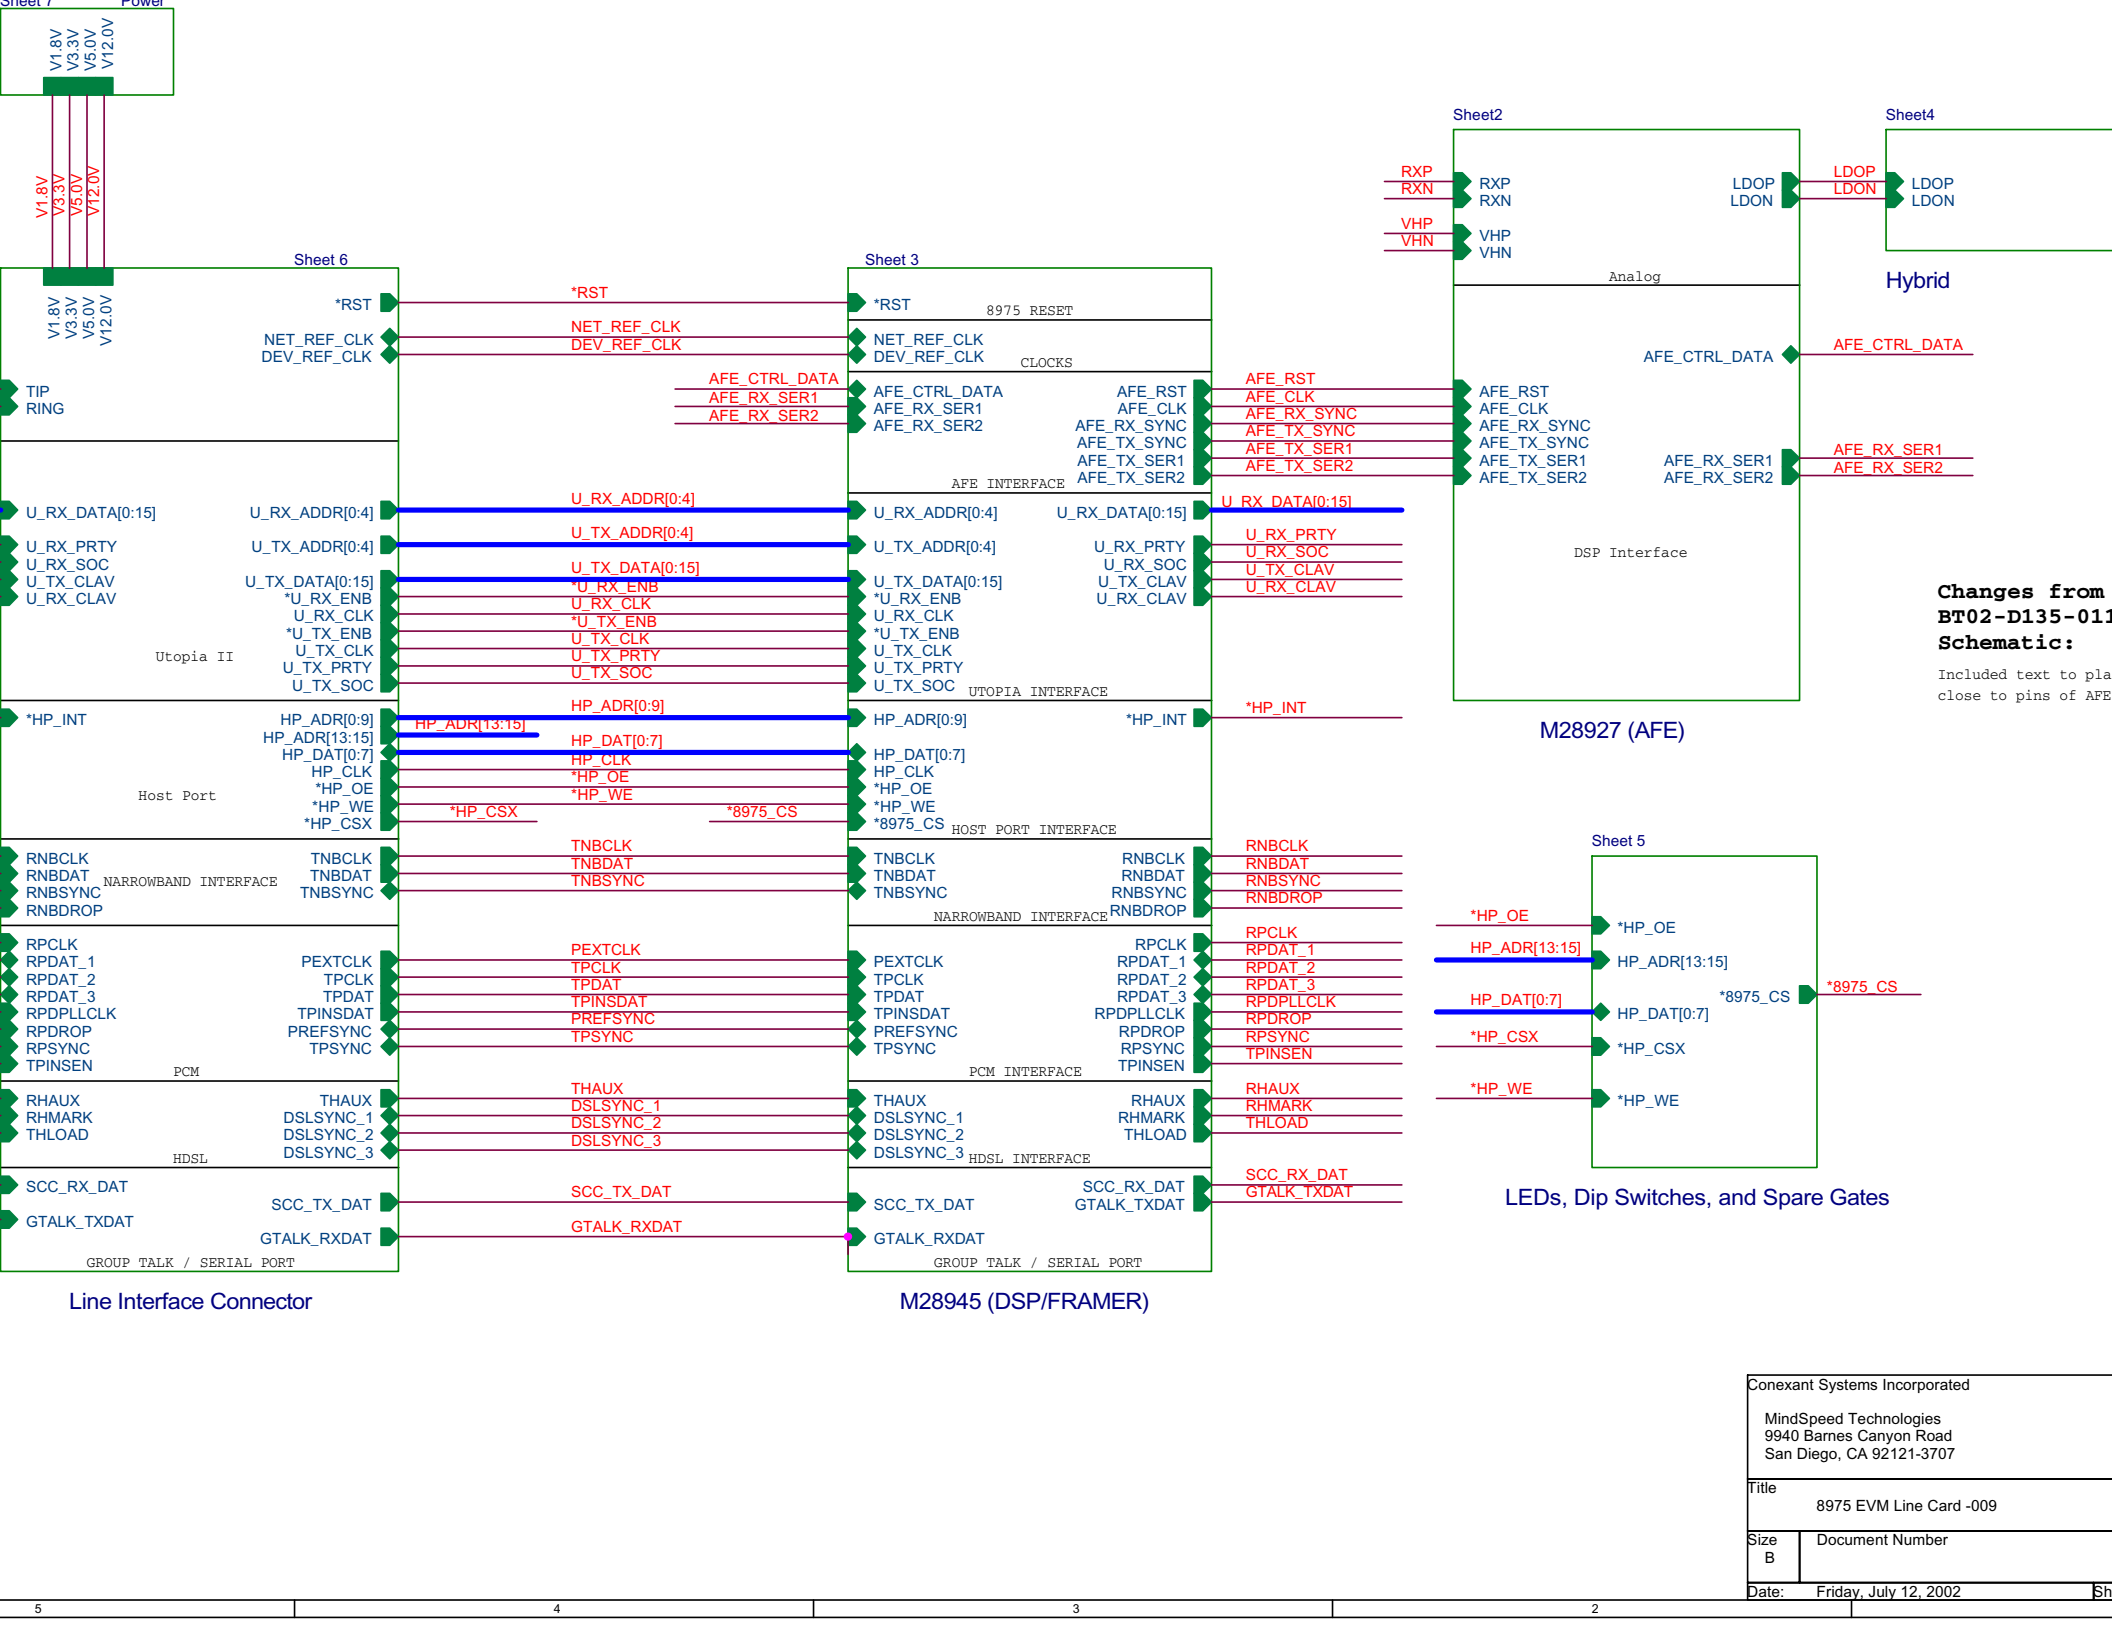 Sheet 7 Power
V1.8V
V3.3V
V5.0V
V12.0V
V1.8V
V3.3V
V5.0V
V12.0V
Sheet 6
V1.8V
V3.3V
V5.0V
V12.0V
*RST
NET_REF_CLK
DEV_REF_CLK
TIP
RING
U_RX_DATA[0:15] U_RX_ADDR[0:4]
U_RX_PRTY U_TX_ADDR[0:4]
U_RX_SOC
U_TX_CLAV U_TX_DATA[0:15]
U_RX_CLAV *U_RX_ENB
U_RX_CLK
*U_TX_ENB
U_TX_CLK
Utopia II
U_TX_PRTY
U_TX_SOC
*HP_INT HP_ADR[0:9]
HP_ADR[13:15]
HP_DAT[0:7]
HP_CLK
*HP_OE
Host Port
*HP_WE
*HP_CSX
RNBCLK TNBCLK
RNBDAT TNBDAT
NARROWBAND INTERFACE
RNBSYNC TNBSYNC
RNBDROP
RPCLK
RPDAT_1 PEXTCLK
RPDAT_2 TPCLK
RPDAT_3 TPDAT
RPDPLLCLK TPINSDAT
RPDROP PREFSYNC
RPSYNC TPSYNC
TPINSEN
PCM
RHAUX THAUX
RHMARK DSLSYNC_1
THLOAD DSLSYNC_2
DSLSYNC_3
HDSL
SCC_RX_DAT
SCC_TX_DAT
GTALK_TXDAT
GTALK_RXDAT
GROUP TALK / SERIAL PORT
Line Interface Connector
*RST
NET_REF_CLK
DEV_REF_CLK
AFE_CTRL_DATA
AFE_RX_SER1
AFE_RX_SER2
U_RX_ADDR[0:4]
U_TX_ADDR[0:4]
U_TX_DATA[0:15]
*U_RX_ENB
U_RX_CLK
*U_TX_ENB
U_TX_CLK
U_TX_PRTY
U_TX_SOC
HP_ADR[0:9]
HP_ADR[13:15]
HP_DAT[0:7]
HP_CLK
*HP_OE
*HP_WE
*HP_CSX *8975_CS
TNBCLK
TNBDAT
TNBSYNC
PEXTCLK
TPCLK
TPDAT
TPINSDAT
PREFSYNC
TPSYNC
THAUX
DSLSYNC_1
DSLSYNC_2
DSLSYNC_3
SCC_TX_DAT
GTALK_RXDAT
Sheet 3
*RST
8975 RESET
NET_REF_CLK
DEV_REF_CLK
CLOCKS
AFE_CTRL_DATA AFE_RST
AFE_RX_SER1 AFE_CLK
AFE_RX_SER2 AFE_RX_SYNC
AFE_TX_SYNC
AFE_TX_SER1
AFE_TX_SER2
AFE INTERFACE
U_RX_ADDR[0:4] U_RX_DATA[0:15]
U_TX_ADDR[0:4] U_RX_PRTY
U_RX_SOC
U_TX_DATA[0:15] U_TX_CLAV
*U_RX_ENB U_RX_CLAV
U_RX_CLK
*U_TX_ENB
U_TX_CLK
U_TX_PRTY
U_TX_SOC
UTOPIA INTERFACE
HP_ADR[0:9] *HP_INT
HP_DAT[0:7]
HP_CLK
*HP_OE
*HP_WE
*8975_CS
HOST PORT INTERFACE
TNBCLK RNBCLK
TNBDAT RNBDAT
TNBSYNC RNBSYNC
NARROWBAND INTERFACE RNBDROP
RPCLK
PEXTCLK RPDAT_1
TPCLK RPDAT_2
TPDAT RPDAT_3
TPINSDAT RPDPLLCLK
PREFSYNC RPDROP
TPSYNC RPSYNC
TPINSEN
PCM INTERFACE
THAUX RHAUX
DSLSYNC_1 RHMARK
DSLSYNC_2 THLOAD
DSLSYNC_3
HDSL INTERFACE
SCC_RX_DAT
SCC_TX_DAT GTALK_TXDAT
GTALK_RXDAT
GROUP TALK / SERIAL PORT
M28945 (DSP/FRAMER)
AFE_RST
AFE_CLK
AFE_RX_SYNC
AFE_TX_SYNC
AFE_TX_SER1
AFE_TX_SER2
U_RX_DATA[0:15]
U_RX_PRTY
U_RX_SOC
U_TX_CLAV
U_RX_CLAV
*HP_INT
RNBCLK
RNBDAT
RNBSYNC
RNBDROP
RPCLK
RPDAT_1
RPDAT_2
RPDAT_3
RPDPLLCLK
RPDROP
RPSYNC
TPINSEN
RHAUX
RHMARK
THLOAD
SCC_RX_DAT
GTALK_TXDAT
Sheet2
RXP
RXN
VHP
VHN
RXP LDOP
RXN LDON
VHP
VHN
Analog
AFE_CTRL_DATA
AFE_RST
AFE_CLK
AFE_RX_SYNC
AFE_TX_SYNC
AFE_TX_SER1 AFE_RX_SER1
AFE_TX_SER2 AFE_RX_SER2
DSP Interface
M28927 (AFE)
LDOP
LDON
AFE_CTRL_DATA
AFE_RX_SER1
AFE_RX_SER2
Sheet4
LDOP
LDON
Hybrid
Changes from
BT02-D135-011
Schematic:
Included text to pla
close to pins of AFE
Sheet 5
*HP_OE
HP_ADR[13:15]
HP_DAT[0:7]
*HP_CSX
*HP_WE
*HP_OE
HP_ADR[13:15]
*8975_CS
HP_DAT[0:7]
*HP_CSX
*HP_WE
*8975_CS
LEDs, Dip Switches, and Spare Gates
Conexant Systems Incorporated
MindSpeed Technologies
9940 Barnes Canyon Road
San Diego, CA 92121-3707
Title
8975 EVM Line Card -009
Size Document Number
B
Date: Friday, July 12, 2002 Sh
5 4 3 2